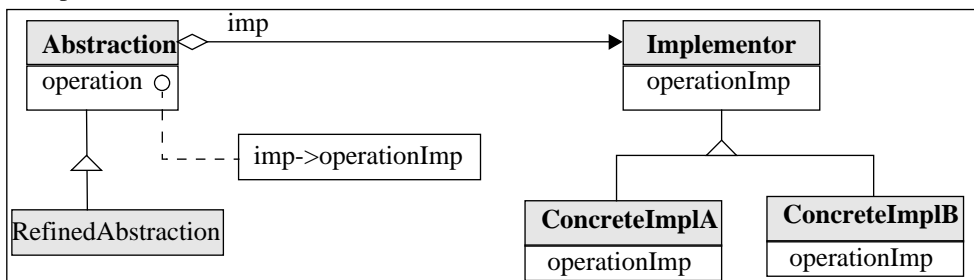 imp
Abstraction
Implementor
operation
operationImp
imp->operationImp
RefinedAbstraction
ConcreteImplA
ConcreteImplB
operationImp
operationImp